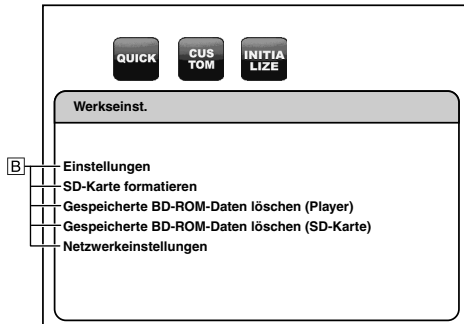 QUICK
CUS
TOM
INITIA
LIZE
Werkseinst.
B
Einstellungen
SD-Karte formatieren
Gespeicherte BD-ROM-Daten löschen (Player)
Gespeicherte BD-ROM-Daten löschen (SD-Karte)
Netzwerkeinstellungen